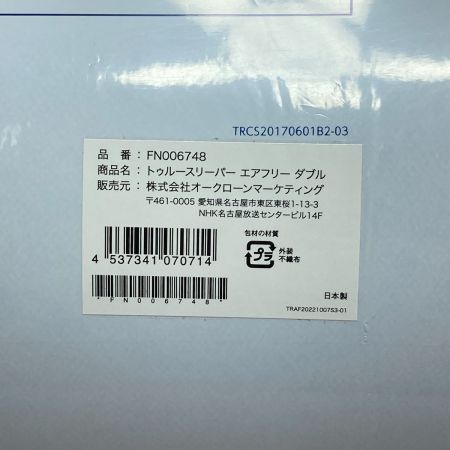 TRCS20170601B2-03
品　番：FN006748
商品名：トゥルースリーパー エアフリー ダブル
販売元：株式会社オークローンマーケティング
〒461-0005 愛知県名古屋市東区東桜1-13-3
NHK名古屋放送センタービル14F
包材の材質
プラ
外装
不織布
4 537341 070714
*FN006748*
日本製
TRAF20221007S3-01